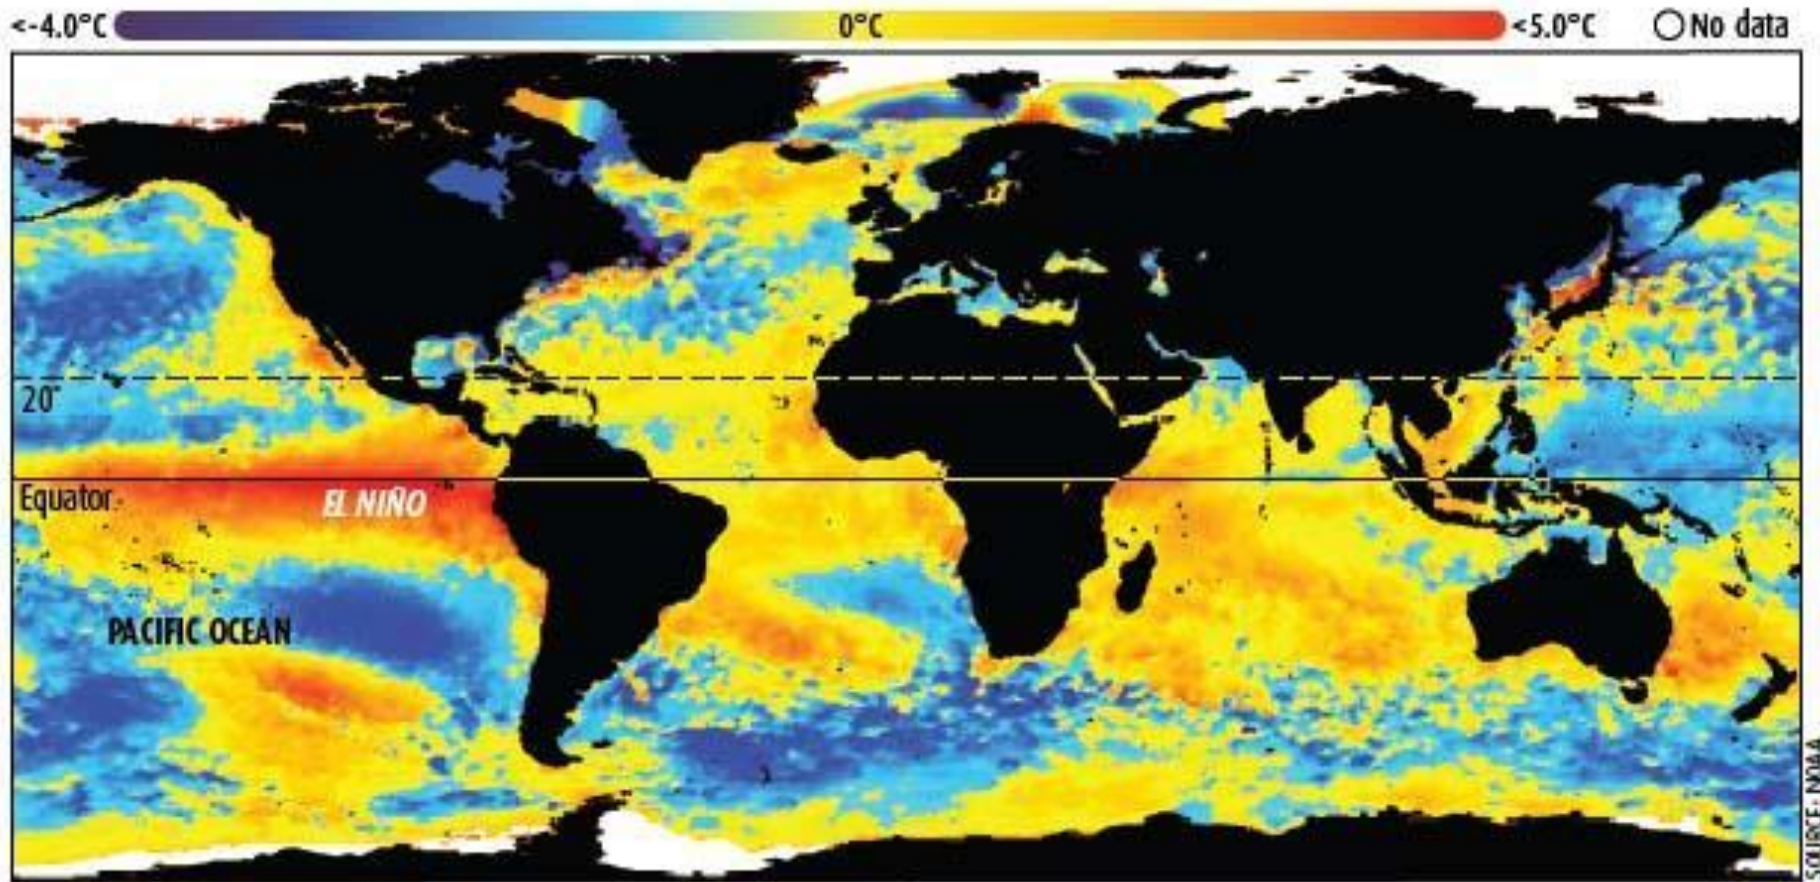 <-4.0°C 0°C <5.0°C No data
20°
Equator
EL NIÑO
PACIFIC OCEAN
SOURCE: NOAA